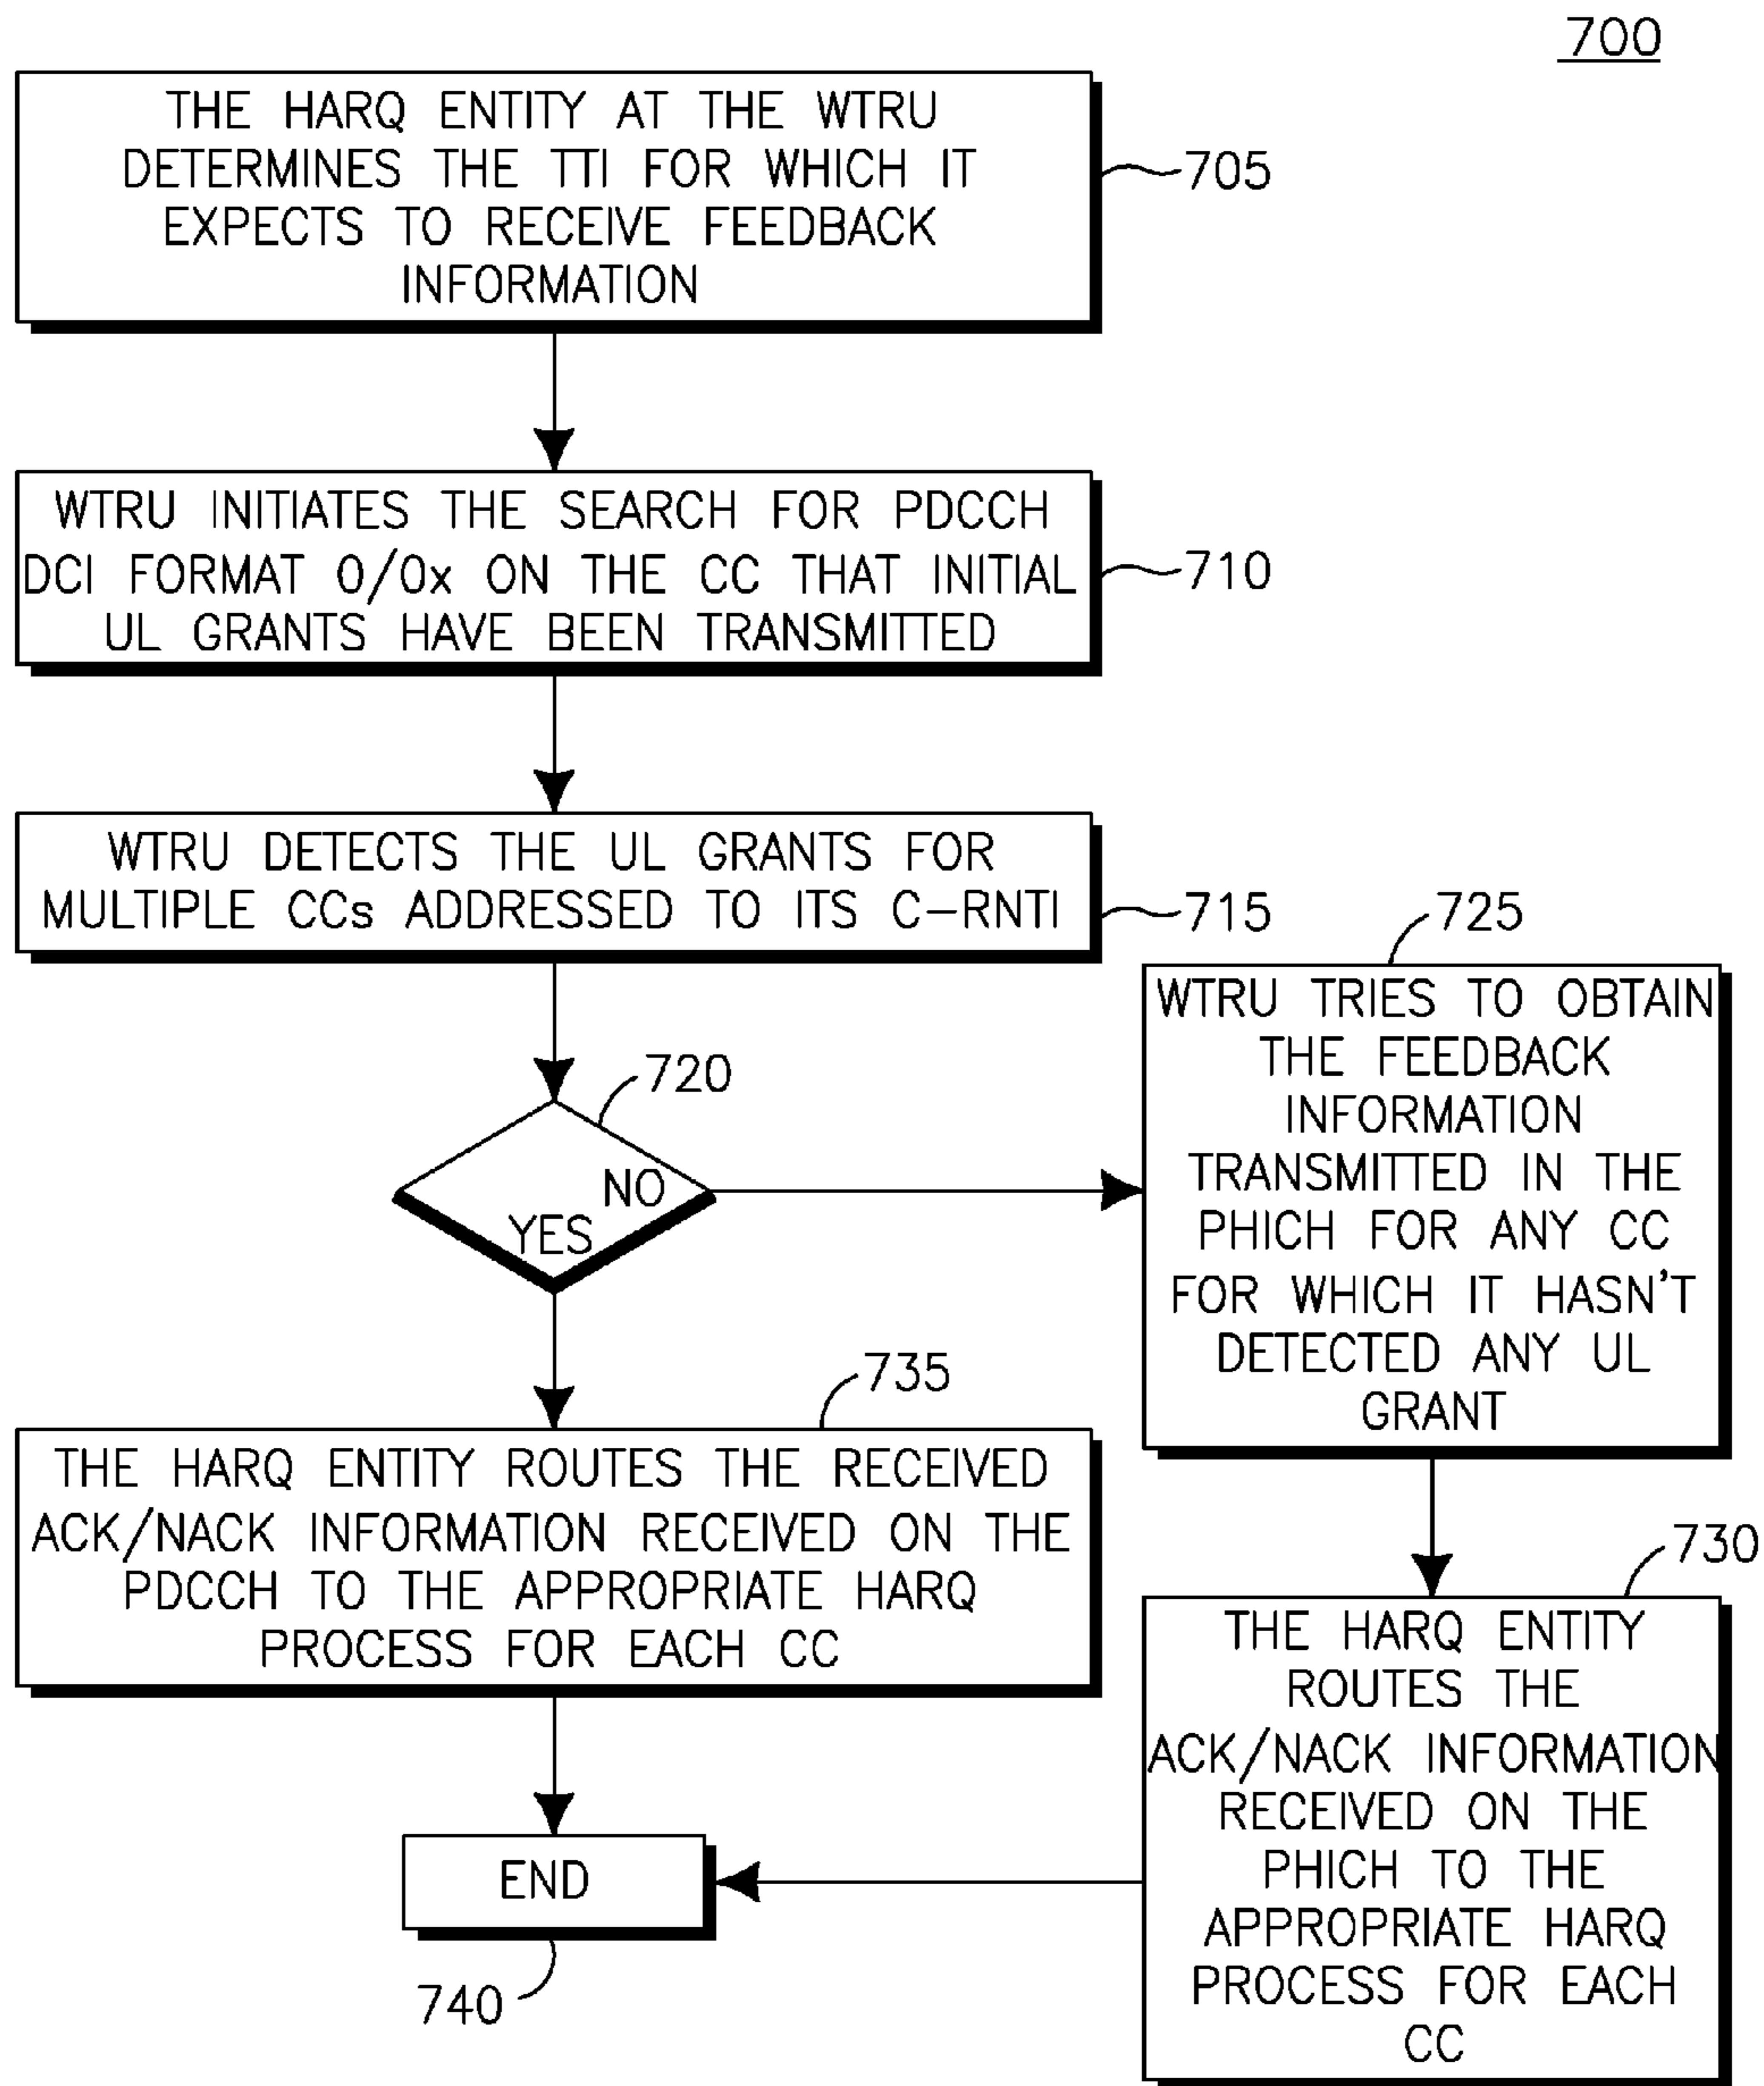 700
THE HARQ ENTITY AT THE WTRU
DETERMINES THE TTI FOR WHICH IT
EXPECTS TO RECEIVE FEEDBACK
INFORMATION
705
WTRU INITIATES THE SEARCH FOR PDCCH
DCI FORMAT 0/0x ON THE CC THAT INITIAL
UL GRANTS HAVE BEEN TRANSMITTED
710
WTRU DETECTS THE UL GRANTS FOR
MULTIPLE CCs ADDRESSED TO ITS C-RNTI
715
720
NO
YES
725
WTRU TRIES TO OBTAIN
THE FEEDBACK
INFORMATION
TRANSMITTED IN THE
PHICH FOR ANY CC
FOR WHICH IT HASN'T
DETECTED ANY UL
GRANT
735
THE HARQ ENTITY ROUTES THE RECEIVED
ACK/NACK INFORMATION RECEIVED ON THE
PDCCH TO THE APPROPRIATE HARQ
PROCESS FOR EACH CC
730
THE HARQ ENTITY
ROUTES THE
ACK/NACK INFORMATION
RECEIVED ON THE
PHICH TO THE
APPROPRIATE HARQ
PROCESS FOR EACH
CC
END
740